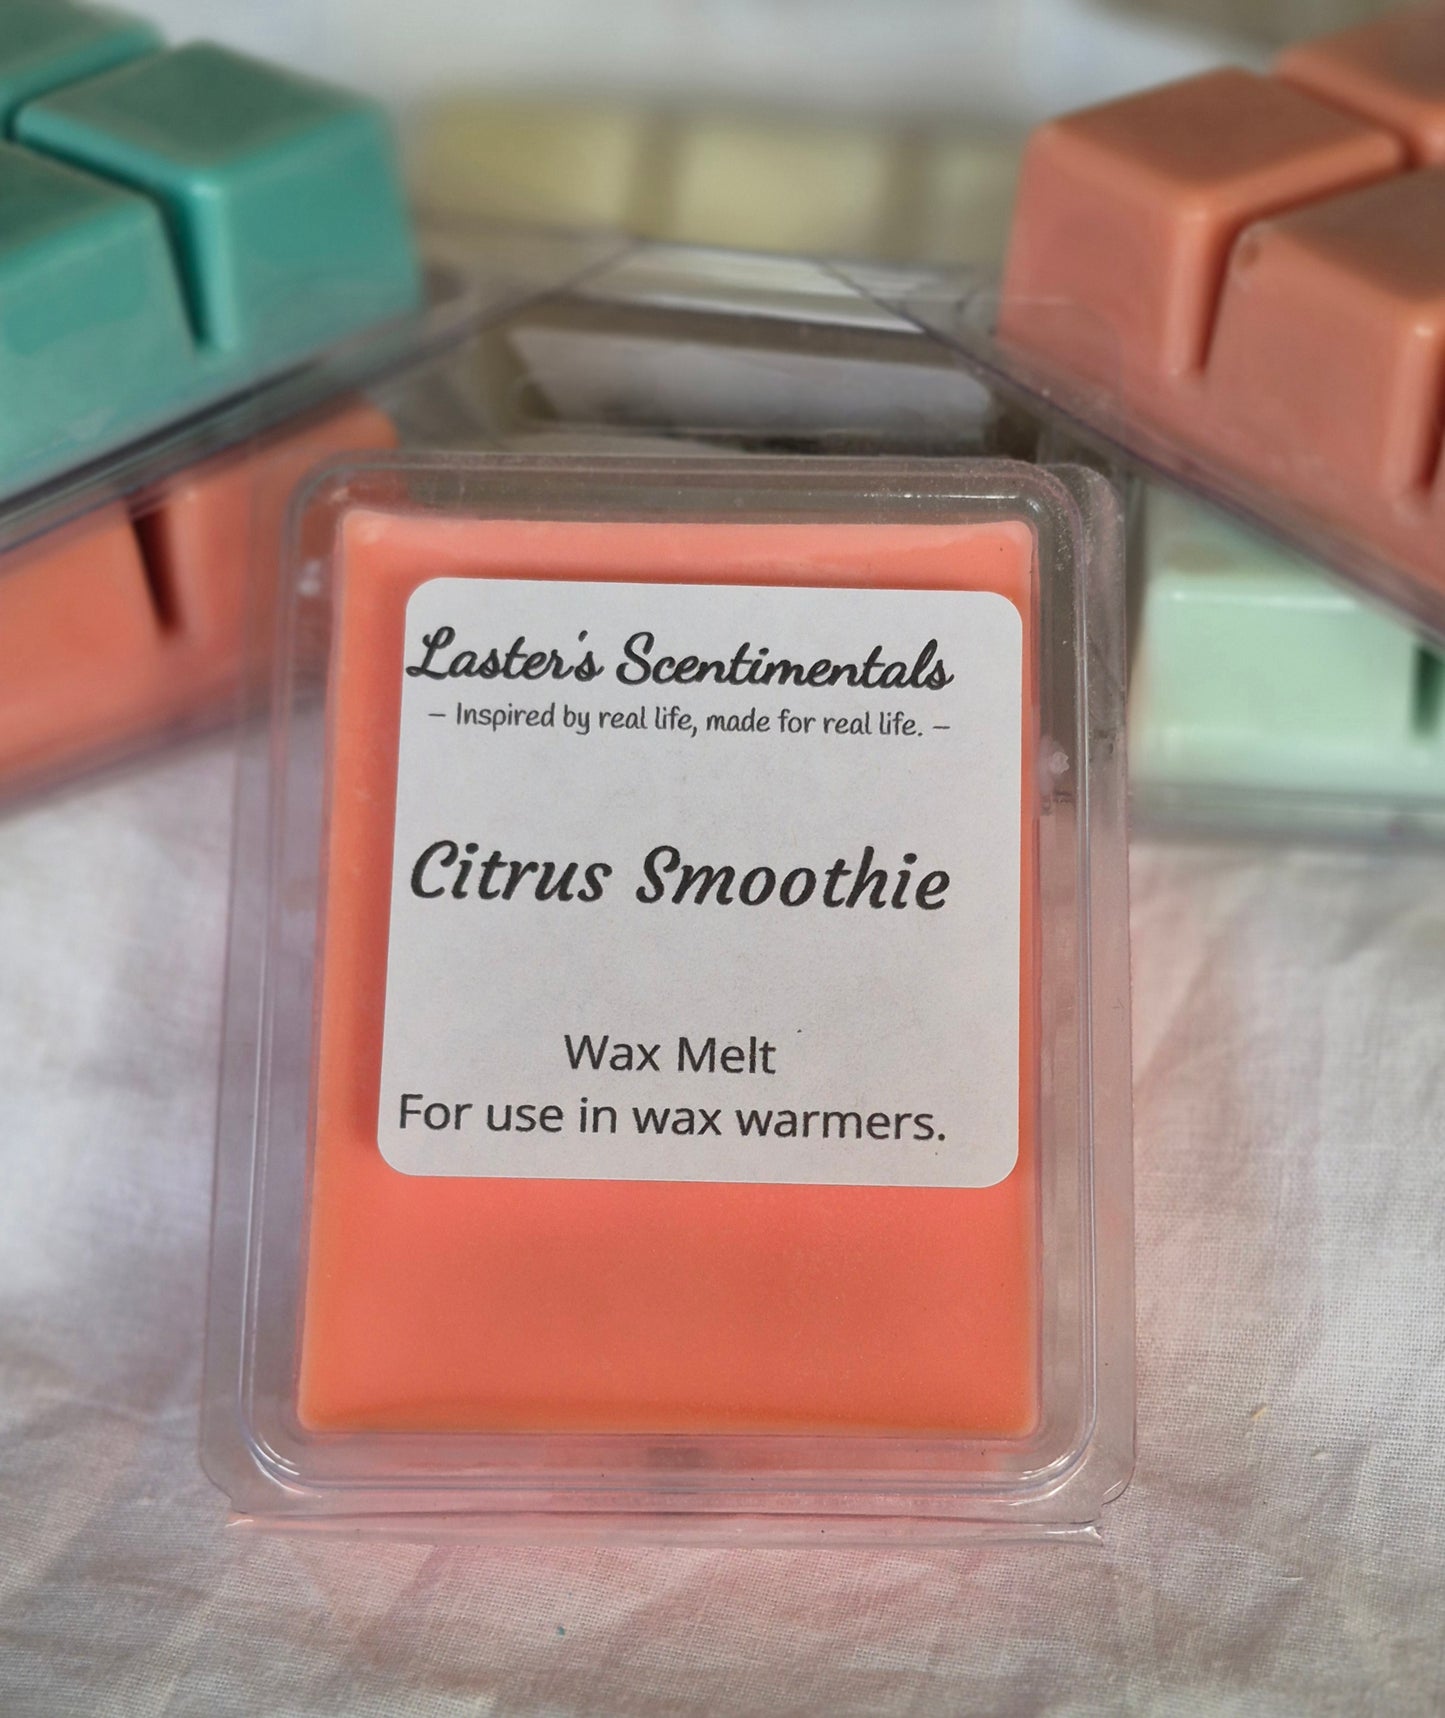 Laster's Scentimentals
– Inspired by real life, made for real life. –
Citrus Smoothie
Wax Melt
For use in wax warmers.